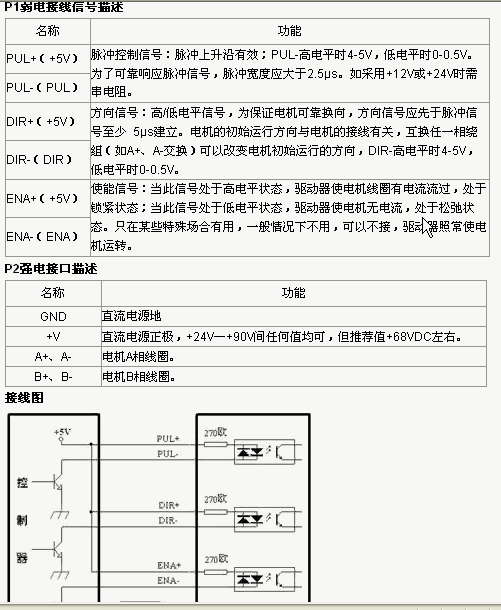 P1弱电接线信号描述
名称 功能
PUL+（+5V）
PUL-（PUL）
脉冲控制信号：脉冲上升沿有效；PUL-高电平时4-5V，低电平时0-0.5V。
为了可靠响应脉冲信号，脉冲宽度应大于2.5μs。如采用+12V或+24V时需
串电阻。
DIR+（+5V）
DIR-（DIR）
方向信号：高/低电平信号，为保证电机可靠换向，方向信号应先于脉冲信
号至少 5μs建立。电机的初始运行方向与电机的接线有关，互换任一相绕
组（如A+、A-交换）可以改变电机初始运行的方向，DIR-高电平时4-5V，
低电平时0-0.5V。
ENA+（+5V）
ENA-（ENA）
使能信号：当此信号处于高电平状态，驱动器使电机线圈有电流流过，处于
锁紧状态；当此信号处于低电平状态，驱动器使电机无电流，处于松弛状
态。只在某些特殊场合有用，一般情况下不用，可以不接，驱动器照常使电
机运转。
P2强电接口描述
名称 功能
GND 直流电源地
+V 直流电源正极，+24V—+90V间任何值均可，但推荐值+68VDC左右。
A+、A- 电机A相线圈。
B+、B- 电机B相线圈。
接线图
+5V
PUL+ 270欧
PUL-
控
制
器
DIR+ 270欧
DIR-
ENA+ 270欧
ENA-